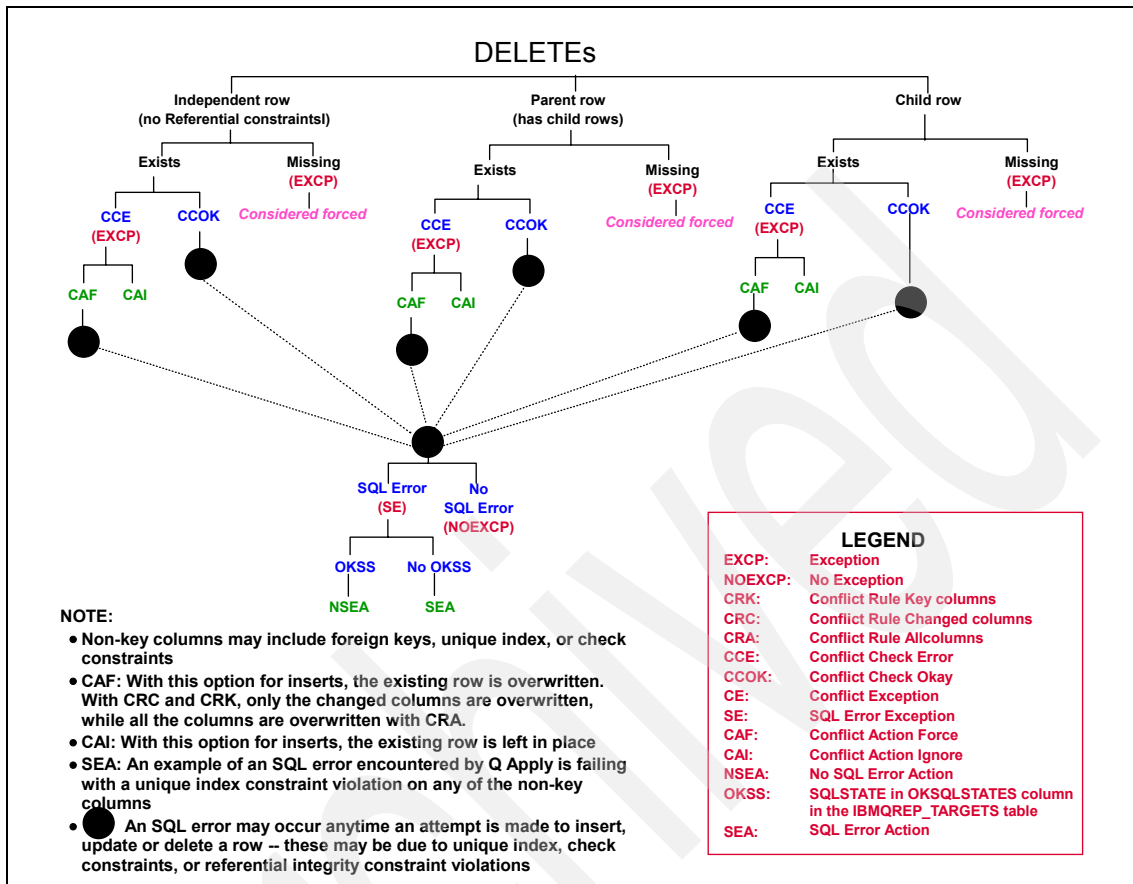 DELETEs
Independent row
(no Referential constraintsI)
Parent row
(has child rows)
Child row
Exists
Missing
(EXCP)
Exists
Missing
(EXCP)
Exists
Missing
(EXCP)
CCE
(EXCP)
CCOK
Considered forced
CCE
(EXCP)
CCOK
Considered forced
CCE
(EXCP)
CCOK
Considered forced
CAF
CAI
CAF
CAI
CAF
CAI
SQL Error
(SE)
No
SQL Error
(NOEXCP)
OKSS
No OKSS
NSEA
SEA
NOTE:
• Non-key columns may include foreign keys, unique index, or check
constraints
• CAF: With this option for inserts, the existing row is overwritten.
With CRC and CRK, only the changed columns are overwritten,
while all the columns are overwritten with CRA.
• CAI: With this option for inserts, the existing row is left in place
• SEA: An example of an SQL error encountered by Q Apply is failing
with a unique index constraint violation on any of the non-key
columns
• An SQL error may occur anytime an attempt is made to insert,
update or delete a row -- these may be due to unique index, check
constraints, or referential integrity constraint violations
LEGEND
EXCP: Exception
NOEXCP: No Exception
CRK: Conflict Rule Key columns
CRC: Conflict Rule Changed columns
CRA: Conflict Rule Allcolumns
CCE: Conflict Check Error
CCOK: Conflict Check Okay
CE: Conflict Exception
SE: SQL Error Exception
CAF: Conflict Action Force
CAI: Conflict Action Ignore
NSEA: No SQL Error Action
OKSS: SQLSTATE in OKSQLSTATES column
in the IBMQREP_TARGETS table
SEA: SQL Error Action